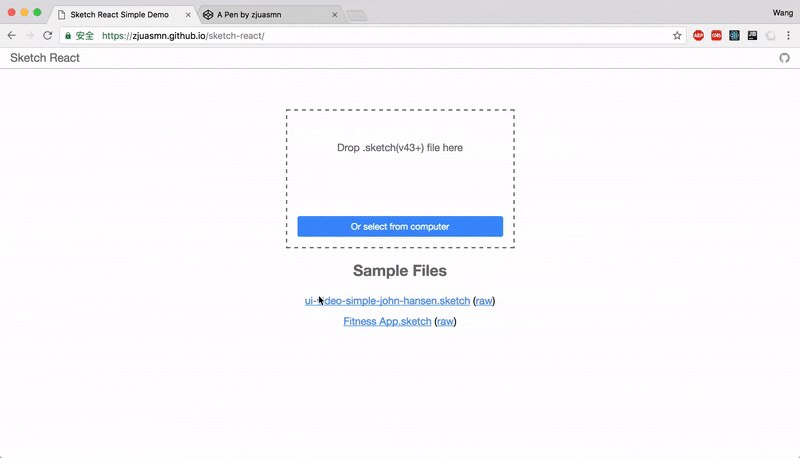 Sketch React Simple Demo
A Pen by zjuasmn
Wang
安全
https://zjuasmn.github.io/sketch-react/
ABP
Sketch React
Drop .sketch(v43+) file here
Or select from computer
Sample Files
ui-video-simple-john-hansen.sketch (raw)
Fitness App.sketch (raw)